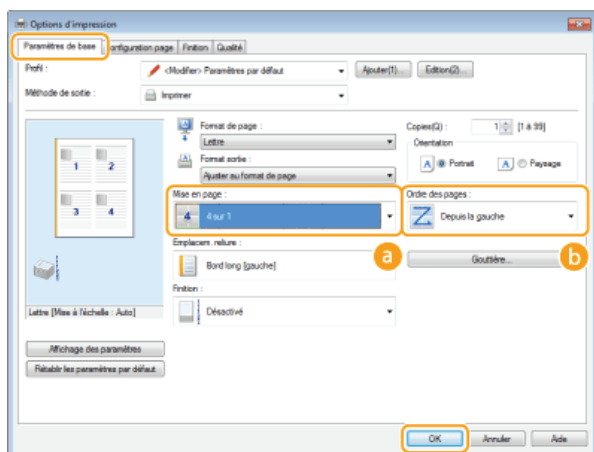 Options d'impression
Paramètres de base Configuration page Finition Qualité
Profil : <Modifier> Paramètres par défaut Ajouter(1)... Edition(2)...
Méthode de sortie : Imprimer
Format de page : Copies(Q) : 1 [1 à 99]
Lettre Orientation
Format sortie : A Portrait A Paysage
Ajuster au format de page
1 2
Mise en page : Ordre des pages :
3 4
4 4 sur 1 Depuis la gauche
Emplacem. reliure : a b
Bord long [gauche] Gouttière...
Finition :
Lettre [Mise à l'échelle : Auto] Désactivé
Affichage des paramètres
Rétablir les paramètres par défaut
OK Annuler Aide